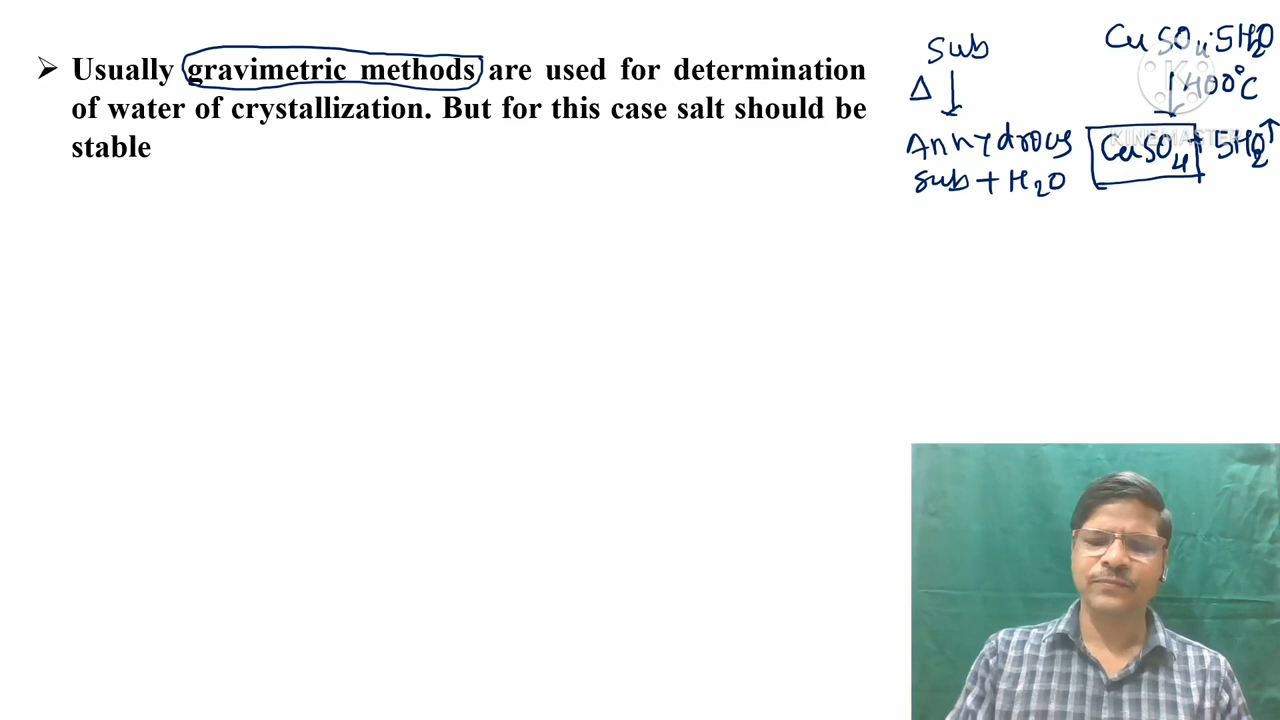 ➤ Usually gravimetric methods are used for determination
of water of crystallization. But for this case salt should be
stable
Sub
Δ ↓
Anhydrous
sub + H₂O
CuSO₄·5H₂O
↓ 400°C
CuSO₄ + 5H₂O ↑
KINEMASTER